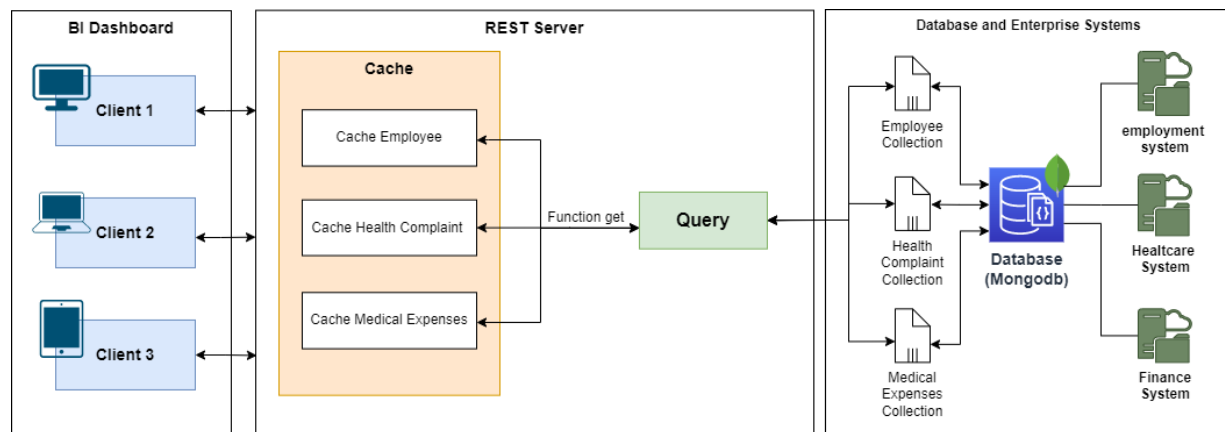 BI Dashboard
Client 1
Client 2
Client 3
REST Server
Cache
Cache Employee
Cache Health Complaint
Cache Medical Expenses
Function get
Query
Database and Enterprise Systems
Employee
Collection
Health
Complaint
Collection
Medical
Expenses
Collection
Database
(Mongodb)
employment
system
Healtcare
System
Finance
System